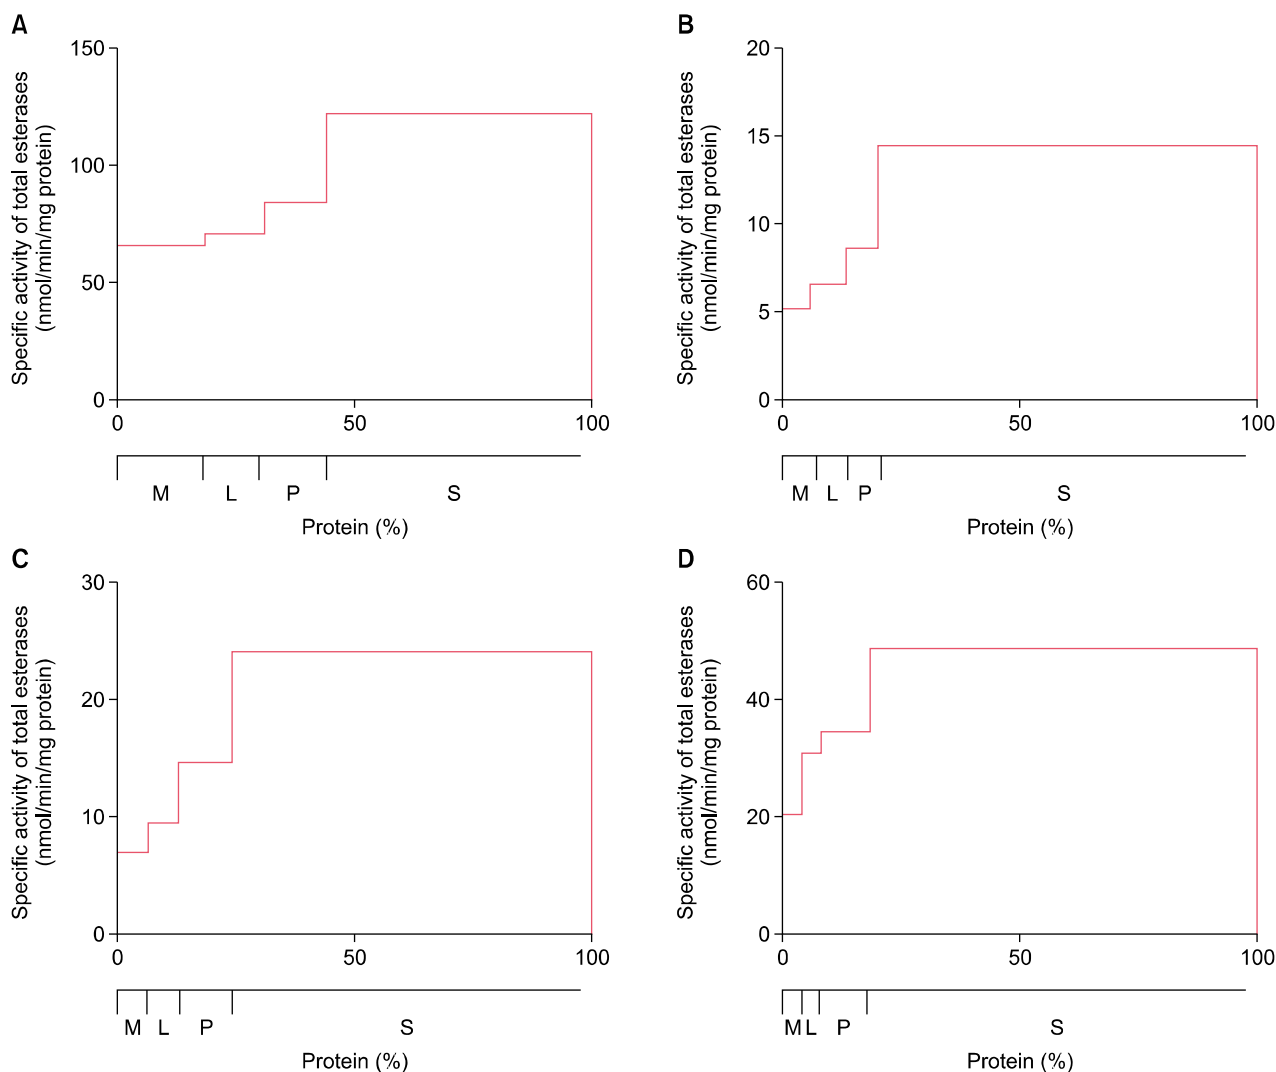 A
Specific activity of total esterases
(nmol/min/mg protein)
150
100
50
0
0 50 100
M L P S
Protein (%)
B
Specific activity of total esterases
(nmol/min/mg protein)
20
15
10
5
0
0 50 100
M L P S
Protein (%)
C
Specific activity of total esterases
(nmol/min/mg protein)
30
20
10
0
0 50 100
M L P S
Protein (%)
D
Specific activity of total esterases
(nmol/min/mg protein)
60
40
20
0
0 50 100
M L P S
Protein (%)